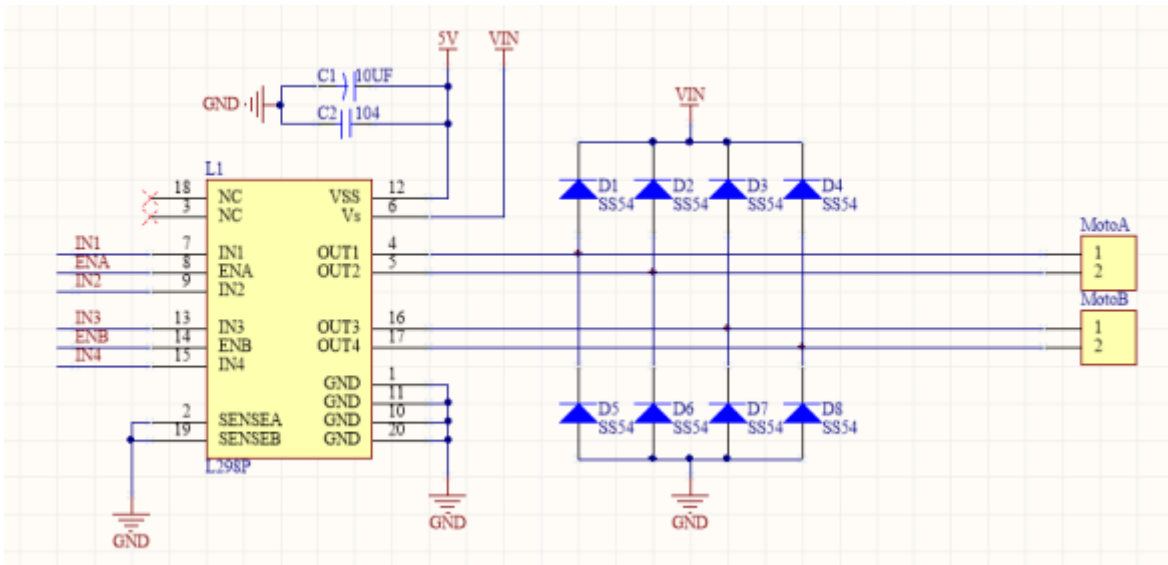 5V VIN
C1 10UF
GND
C2 104
VIN
L1
18 NC VSS 12
3 NC Vs 6
D1 D2 D3 D4
SS54 SS54 SS54 SS54
MotoA
IN1 7 IN1 OUT1 4 1
ENA 8 ENA OUT2 5 2
IN2 9 IN2
MotoB
IN3 13 IN3 OUT3 16 1
ENB 14 ENB OUT4 17 2
IN4 15 IN4
GND 1
GND 11
2 SENSEA GND 10
19 SENSEB GND 20
D5 D6 D7 D8
SS54 SS54 SS54 SS54
L298P
GND
GND
GND